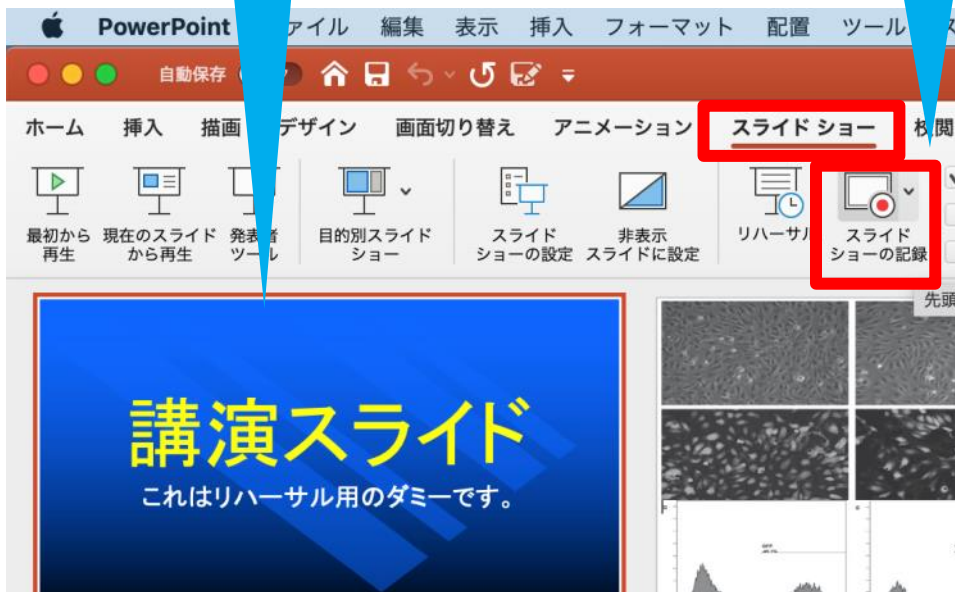 PowerPoint ァイル 編集 表示 挿入 フォーマット 配置 ツール
自動保存
ホーム 挿入 描画 デザイン 画面切り替え アニメーション スライド ショー 校閲
最初から
再生
現在のスライド
から再生
発表者
ツール
目的別スライド
ショー
スライド
ショーの設定
非表示
スライドに設定
リハーサル
スライド
ショーの記録
先頭
講演スライド
これはリハーサル用のダミーです。